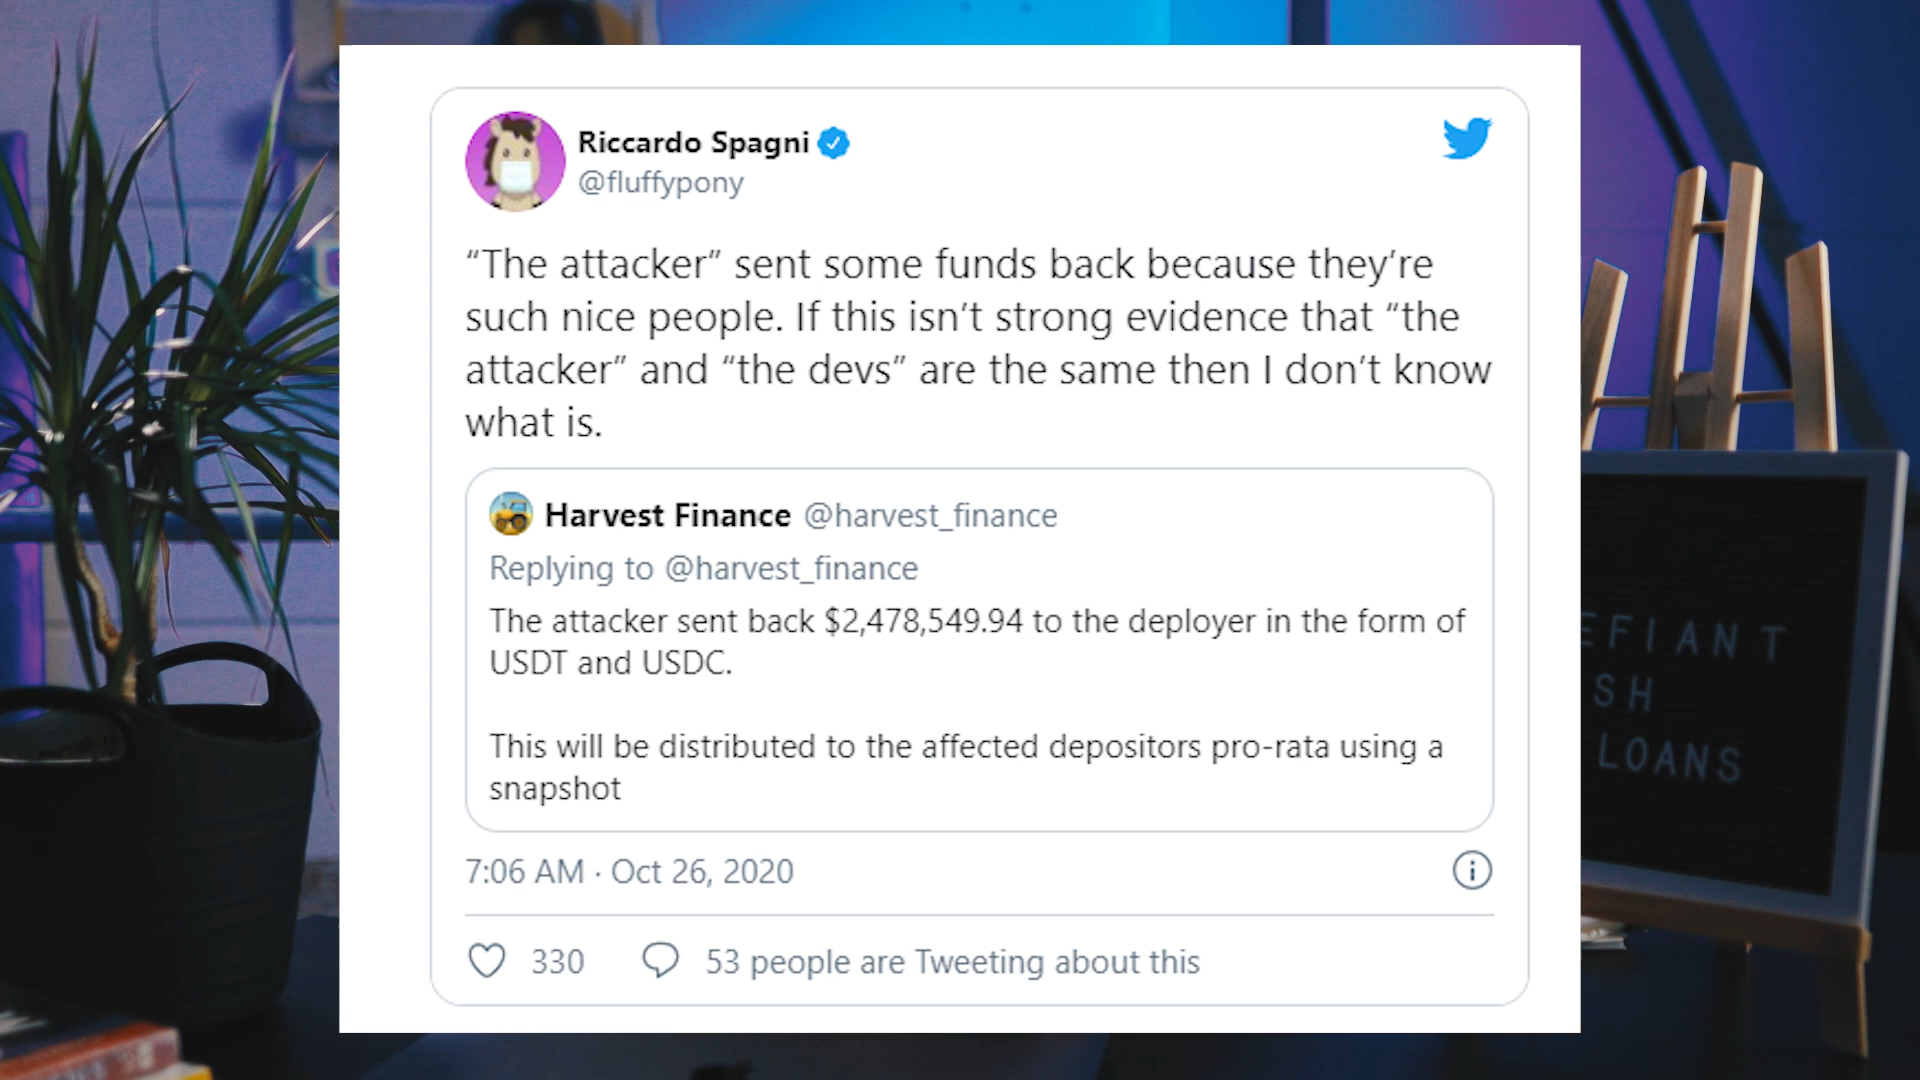 Riccardo Spagni
@fluffypony
“The attacker” sent some funds back because they’re
such nice people. If this isn’t strong evidence that “the
attacker” and “the devs” are the same then I don’t know
what is.
Harvest Finance @harvest_finance
Replying to @harvest_finance
The attacker sent back $2,478,549.94 to the deployer in the form of
USDT and USDC.
This will be distributed to the affected depositors pro-rata using a
snapshot
7:06 AM · Oct 26, 2020
330
53 people are Tweeting about this
EFIANT
SH
LOANS